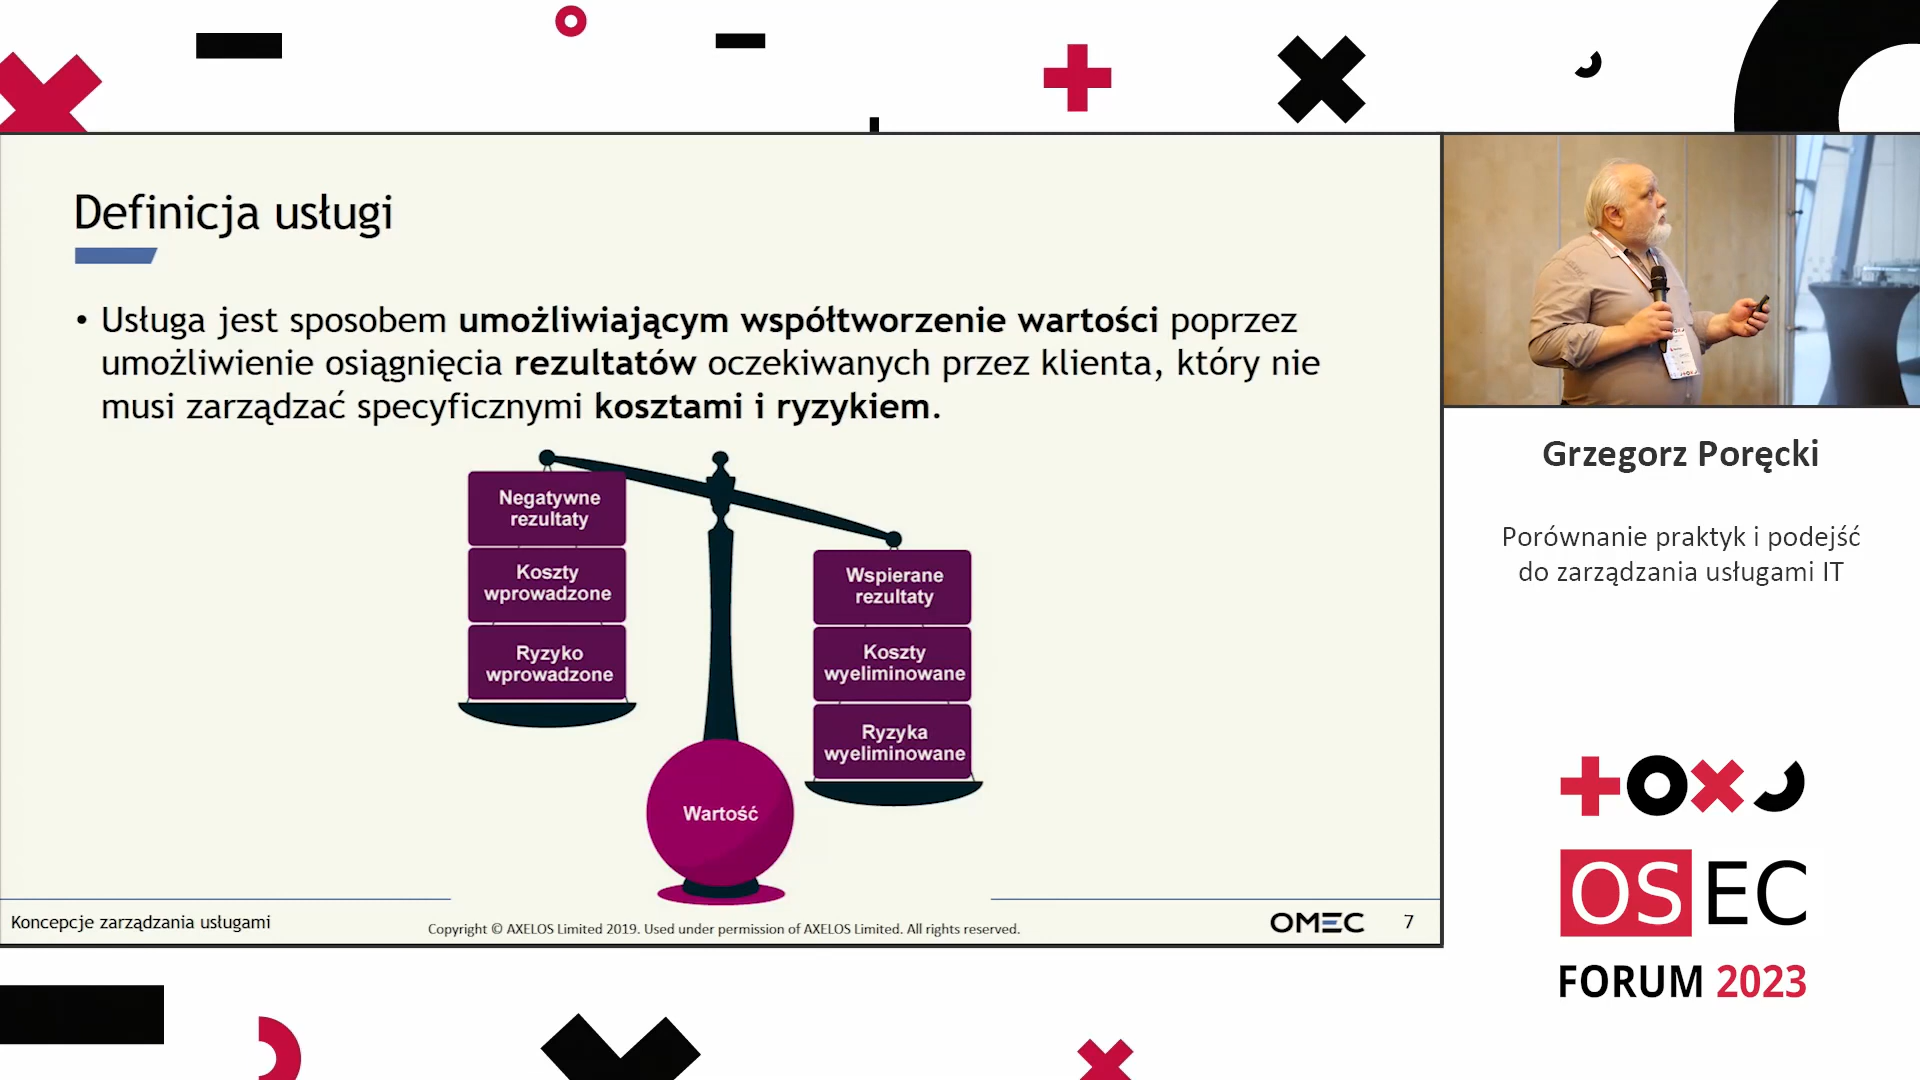 Definicja usługi
• Usługa jest sposobem umożliwiającym współtworzenie wartości poprzez
umożliwienie osiągnięcia rezultatów oczekiwanych przez klienta, który nie
musi zarządzać specyficznymi kosztami i ryzykiem.
Negatywne
rezultaty
Koszty
wprowadzone
Ryzyko
wprowadzone
Wspierane
rezultaty
Koszty
wyeliminowane
Ryzyka
wyeliminowane
Wartość
Koncepcje zarządzania usługami
Copyright © AXELOS Limited 2019. Used under permission of AXELOS Limited. All rights reserved.
OMEC
7
Grzegorz Poręcki
Porównanie praktyk i podejść
do zarządzania usługami IT
OSEC
FORUM 2023